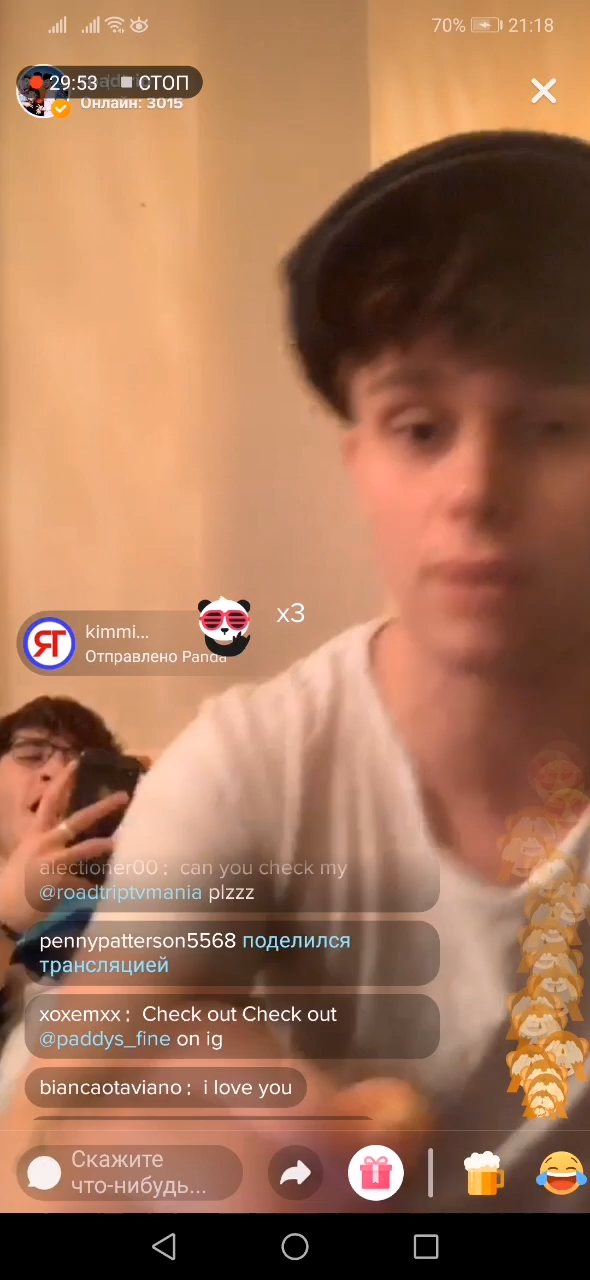 70% 21:18
29:53 СТОП
Онлайн: 3015
ЯТ
kimmi...
x3
Отправлено Panda
alectioner00 : can you check my
@roadtriptvmania plzzz
pennypatterson5568 поделился
трансляцией
xoxemxx : Check out Check out
@paddys_fine on ig
biancaotaviano : i love you
Скажите
что-нибудь...